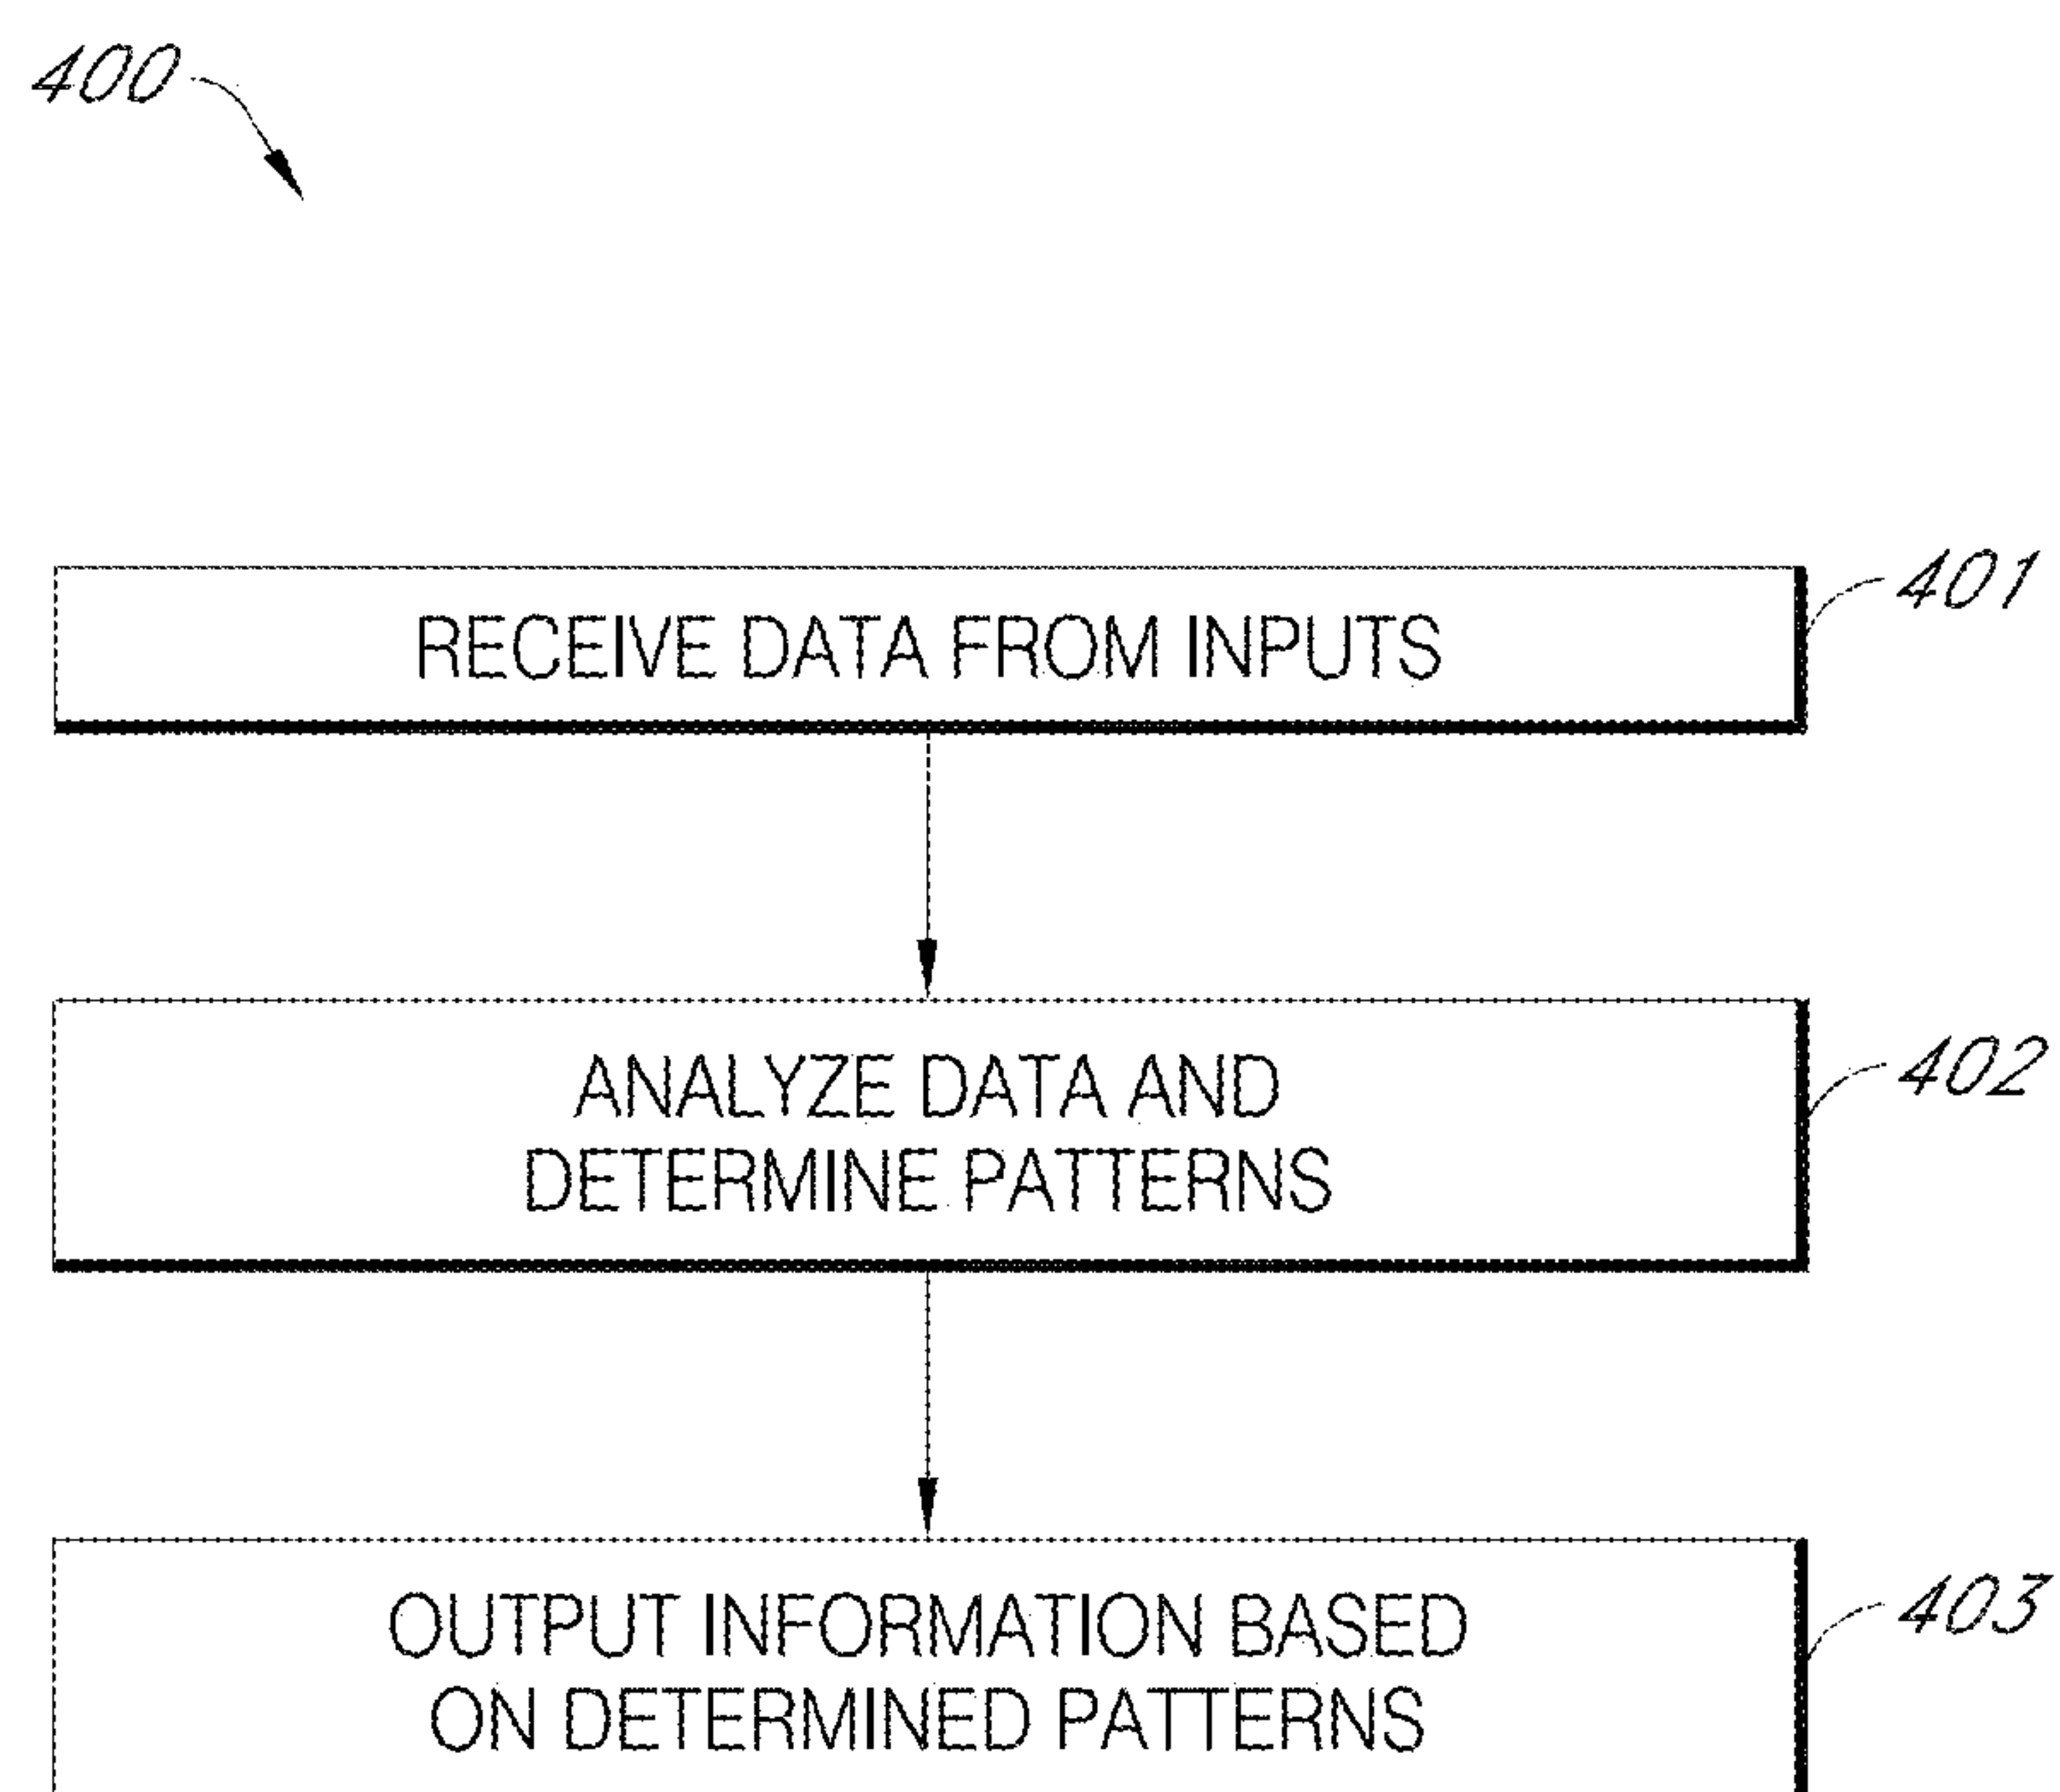 400
RECEIVE DATA FROM INPUTS
401
ANALYZE DATA AND
DETERMINE PATTERNS
402
OUTPUT INFORMATION BASED
ON DETERMINED PATTERNS
403